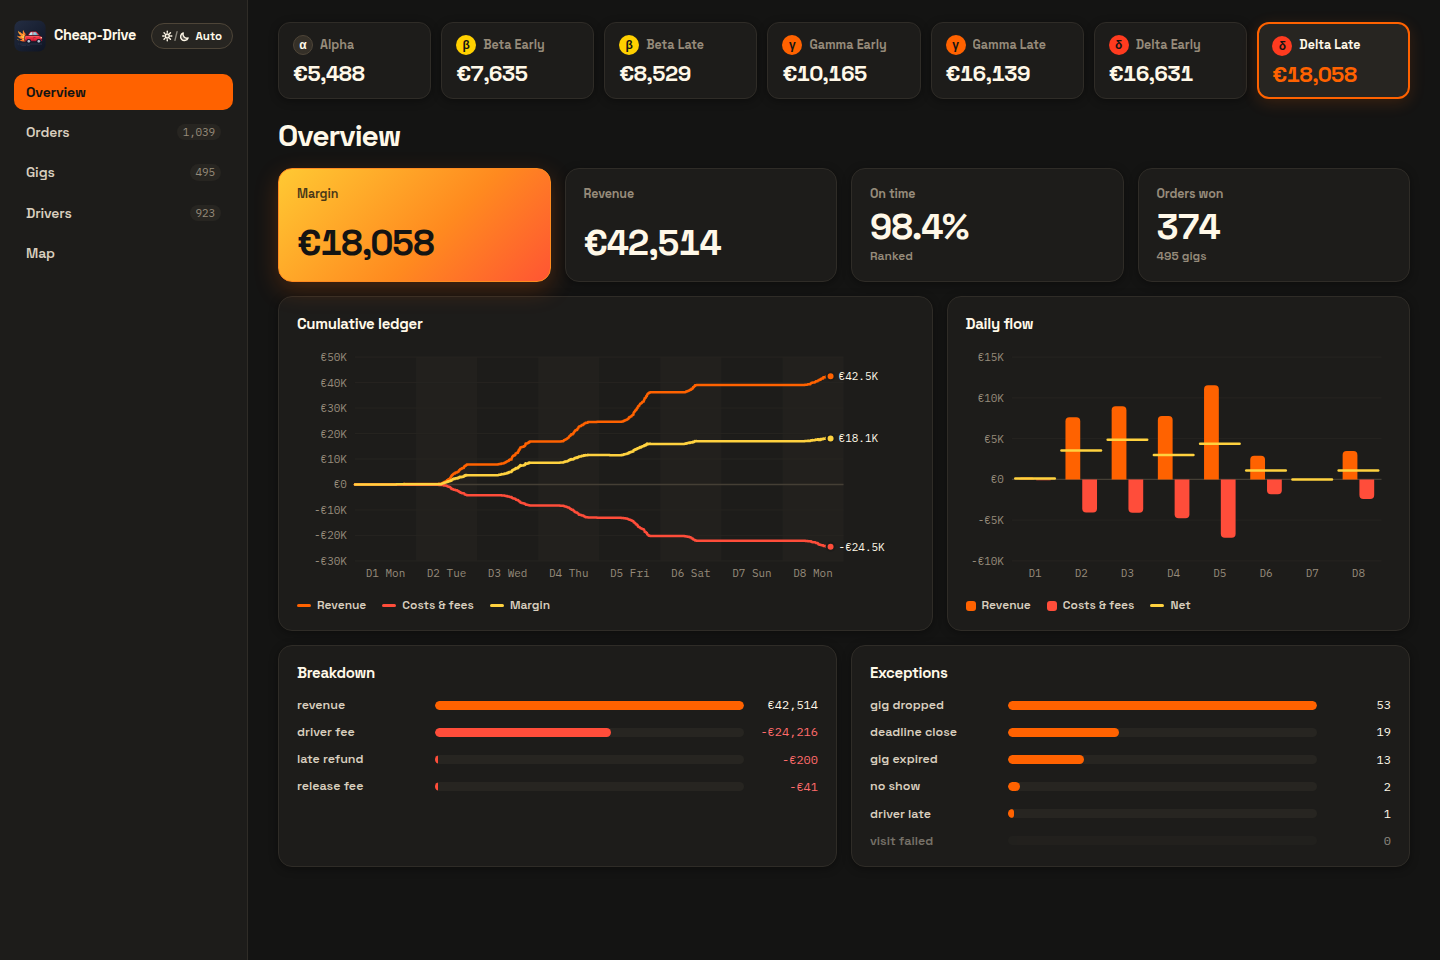 Cheap-Drive
/ Auto
Overview
Orders 1,039
Gigs 495
Drivers 923
Map
α Alpha
€5,488
β Beta Early
€7,635
β Beta Late
€8,529
γ Gamma Early
€10,165
γ Gamma Late
€16,139
δ Delta Early
€16,631
δ Delta Late
€18,058
Overview
Margin
€18,058
Revenue
€42,514
On time
98.4%
Ranked
Orders won
374
495 gigs
Cumulative ledger
€50K
€40K
€30K
€20K
€10K
€0
-€10K
-€20K
-€30K
€42.5K
€18.1K
-€24.5K
D1 Mon D2 Tue D3 Wed D4 Thu D5 Fri D6 Sat D7 Sun D8 Mon
Revenue Costs & fees Margin
Daily flow
€15K
€10K
€5K
€0
-€5K
-€10K
D1 D2 D3 D4 D5 D6 D7 D8
Revenue Costs & fees Net
Breakdown
revenue €42,514
driver fee -€24,216
late refund -€200
release fee -€41
Exceptions
gig dropped 53
deadline close 19
gig expired 13
no show 2
driver late 1
visit failed 0